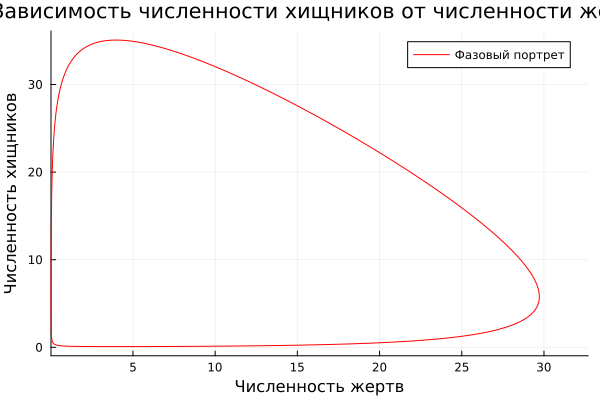 Зависимость численности хищников от численности же
Фазовый портрет
Численность хищников
30
20
10
0
5
10
15
20
25
30
Численность жертв